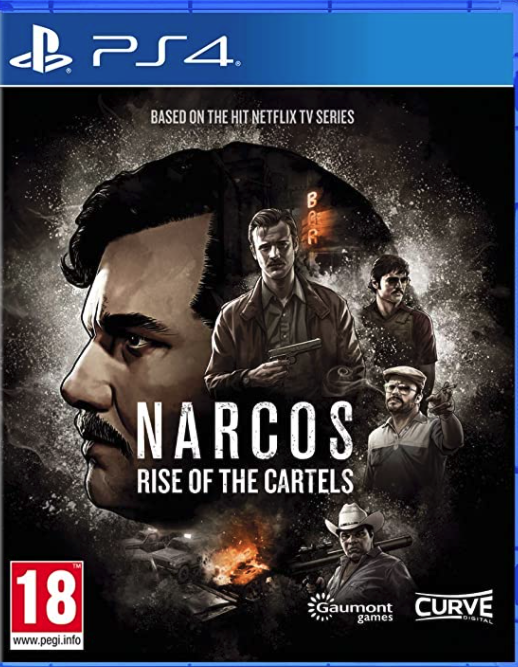 PS4
BASED ON THE HIT NETFLIX TV SERIES
BAR
NARCOS
RISE OF THE CARTELS
18
TM
www.pegi.info
Gaumont
games
CURVE
DIGITAL